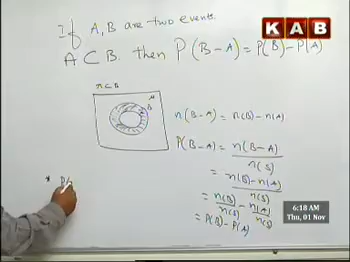 KAB
If A, B are two events
A ⊂ B. then P(B-A) = P(B) - P(A)
A ⊂ B
B
n(B-A) = n(B) - n(A)
P(B-A) = n(B-A) / n(S)
= n(B) - n(A) / n(S)
= n(B) / n(S) - n(A) / n(S)
= P(B) - P(A)
* P(
6:18 AM
Thu, 01 Nov